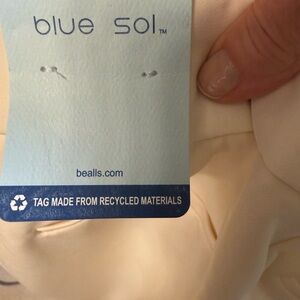 blue sol™
bealls.com
TAG MADE FROM RECYCLED MATERIALS